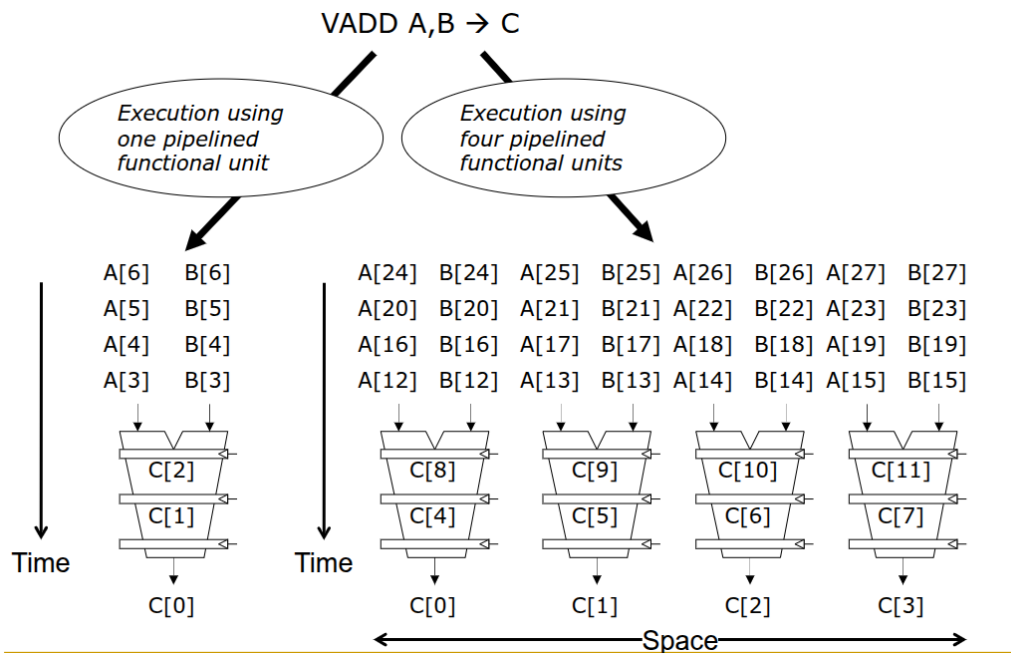 VADD A,B → C
Execution using
one pipelined
functional unit
Execution using
four pipelined
functional units
A[6] B[6] A[24] B[24] A[25] B[25] A[26] B[26] A[27] B[27]
A[5] B[5] A[20] B[20] A[21] B[21] A[22] B[22] A[23] B[23]
A[4] B[4] A[16] B[16] A[17] B[17] A[18] B[18] A[19] B[19]
A[3] B[3] A[12] B[12] A[13] B[13] A[14] B[14] A[15] B[15]
C[2] C[8] C[9] C[10] C[11]
C[1] C[4] C[5] C[6] C[7]
Time Time
C[0] C[0] C[1] C[2] C[3]
Space